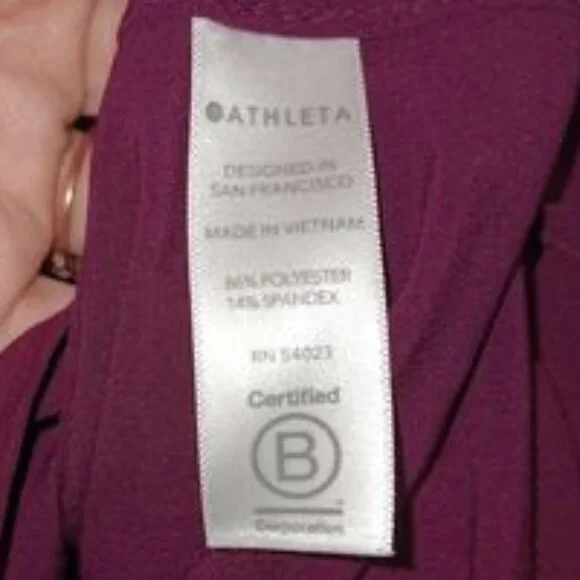 ATHLETA
DESIGNED IN
SAN FRANCISCO
MADE IN VIETNAM
86% POLYESTER
14% SPANDEX
RN 54023
Certified
B
Corporation